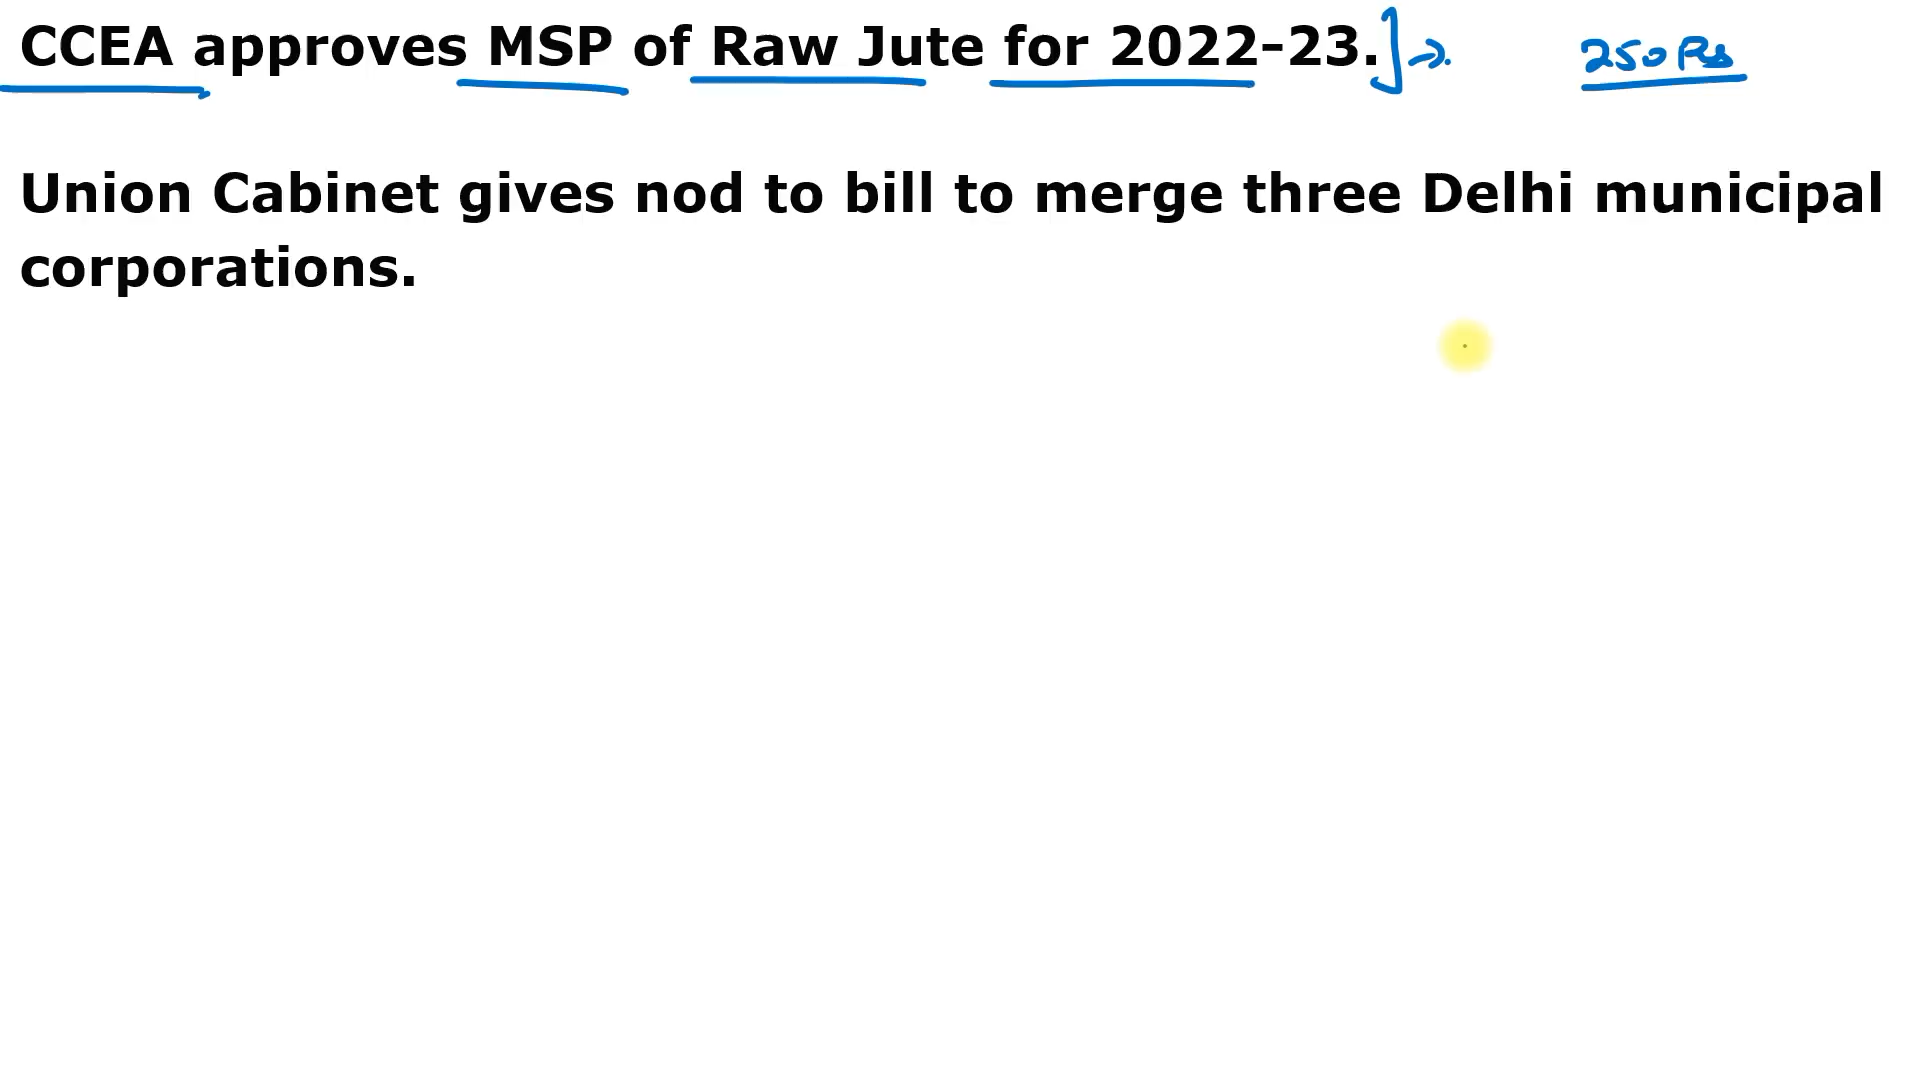 CCEA approves MSP of Raw Jute for 2022–23. 250 Rs
Union Cabinet gives nod to bill to merge three Delhi municipal
corporations.